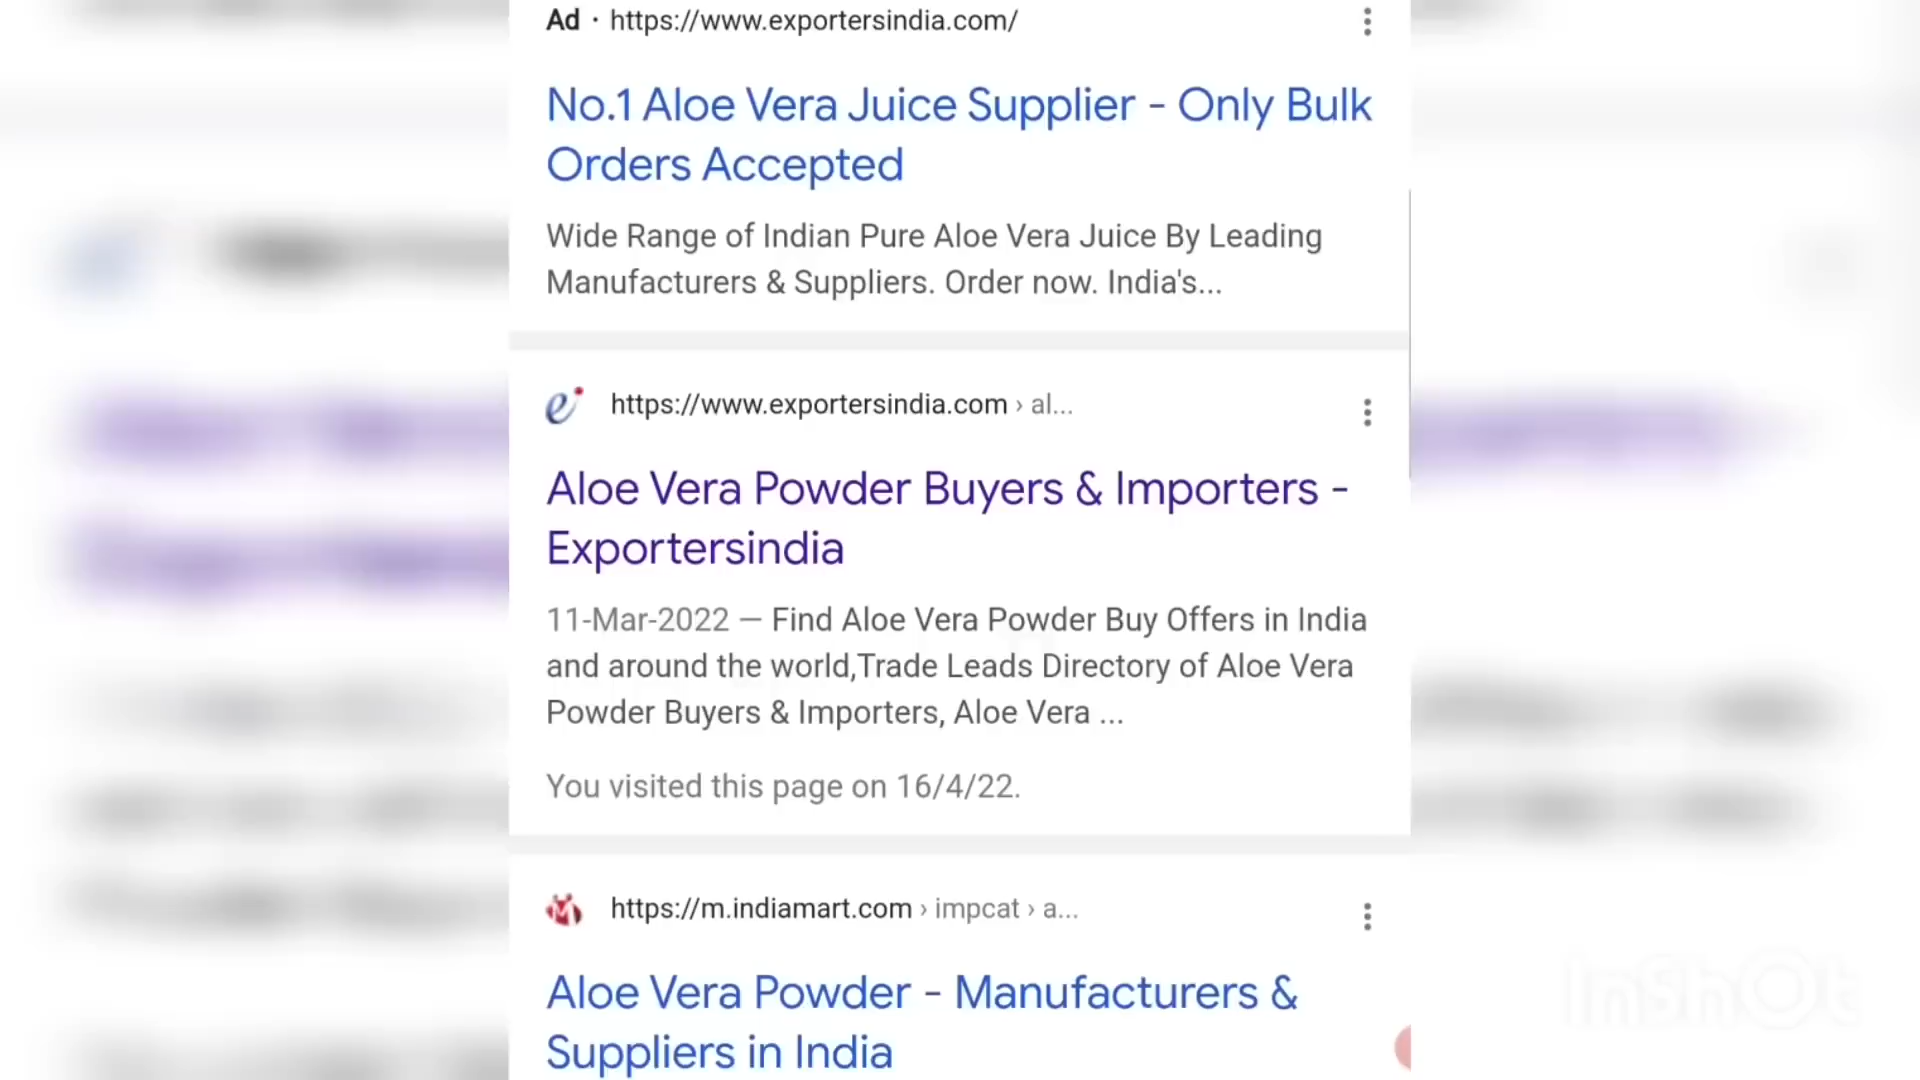 Ad · https://www.exportersindia.com/
No.1 Aloe Vera Juice Supplier - Only Bulk
Orders Accepted
Wide Range of Indian Pure Aloe Vera Juice By Leading
Manufacturers & Suppliers. Order now. India's...
https://www.exportersindia.com › al...
Aloe Vera Powder Buyers & Importers -
Exportersindia
11-Mar-2022 — Find Aloe Vera Powder Buy Offers in India
and around the world,Trade Leads Directory of Aloe Vera
Powder Buyers & Importers, Aloe Vera ...
You visited this page on 16/4/22.
https://m.indiamart.com › impcat › a...
Aloe Vera Powder - Manufacturers &
Suppliers in India
InShOt